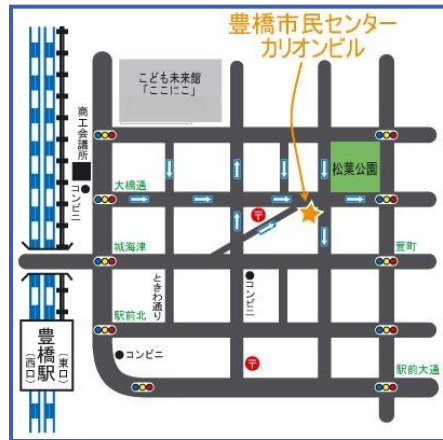 豊橋市民センター
カリオンビル
こども未来館
「ここにこ」
商工会議所
コンビニ
松葉公園
大橋通
〒
城海津
萱町
ときわ通り
コンビニ
駅前北
コンビニ
〒
豊橋駅
(東口)
(西口)
駅前大通